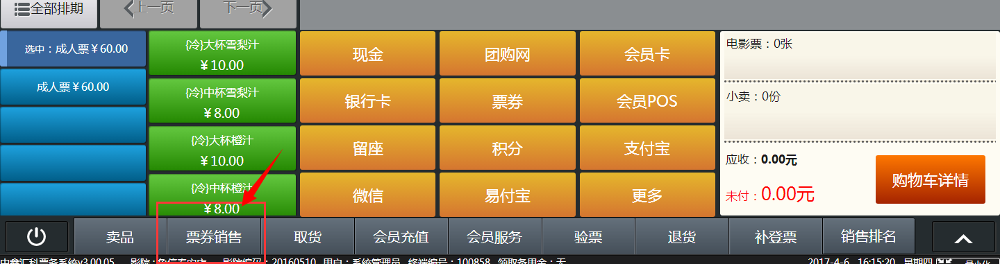 全部排期
上一页
下一页
选中：成人票￥60.00
成人票￥60.00
{冷}大杯雪梨汁
￥10.00
{冷}中杯雪梨汁
￥8.00
{冷}大杯橙汁
￥10.00
{冷}中杯橙汁
￥8.00
现金
团购网
会员卡
银行卡
票券
会员POS
留座
积分
支付宝
微信
易付宝
更多
电影票：0张
小卖：0份
应收：0.00元
未付：0.00元
购物车详情
卖品
票券销售
取货
会员充值
会员服务
验票
退货
补登票
销售排名
中鑫汇科票务系统v3.00.05
影院编码：20160510
用户：系统管理员
终端编号：100858
领取备用金：无
2017-4-6
16:15:20
星期四
最小化